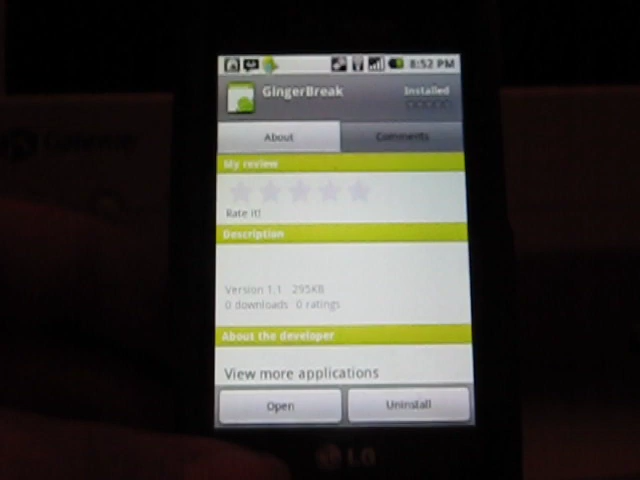 8:52 PM
GingerBreak
Installed
About
Comments
My review
Rate it!
Description
Version 1.1 295KB
0 downloads 0 ratings
About the developer
View more applications
Open
Uninstall
LG